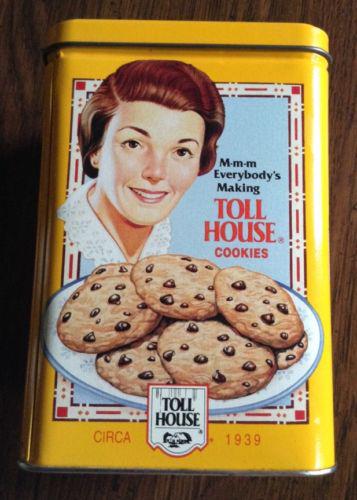 M-m-m
Everybody's
Making
TOLL
HOUSE®
COOKIES
TOLL
HOUSE®
CIRCA 1939